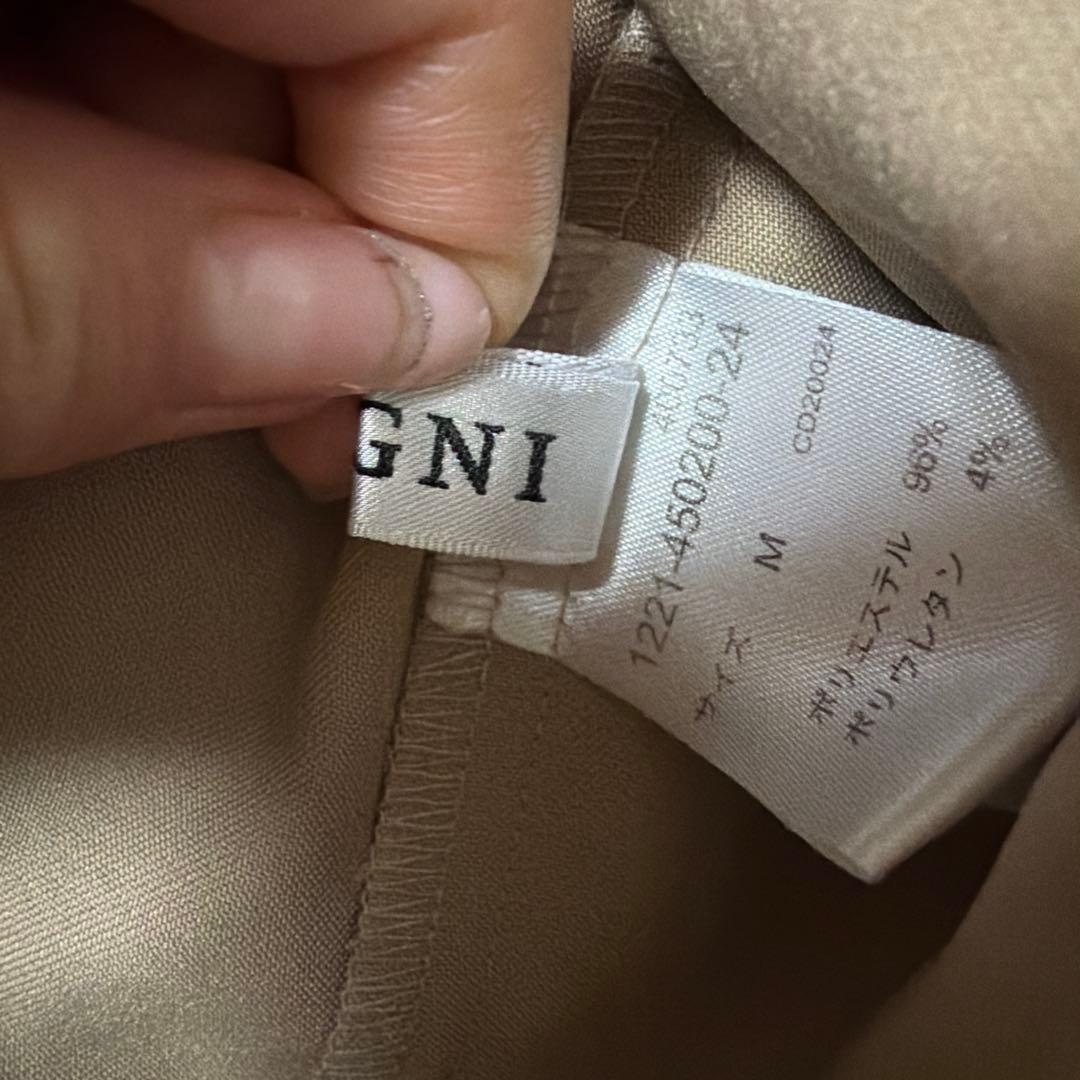 GNI
1221-450200-24
サイズ M
CD20024
ポリエステル 96%
ポリウレタン 4%